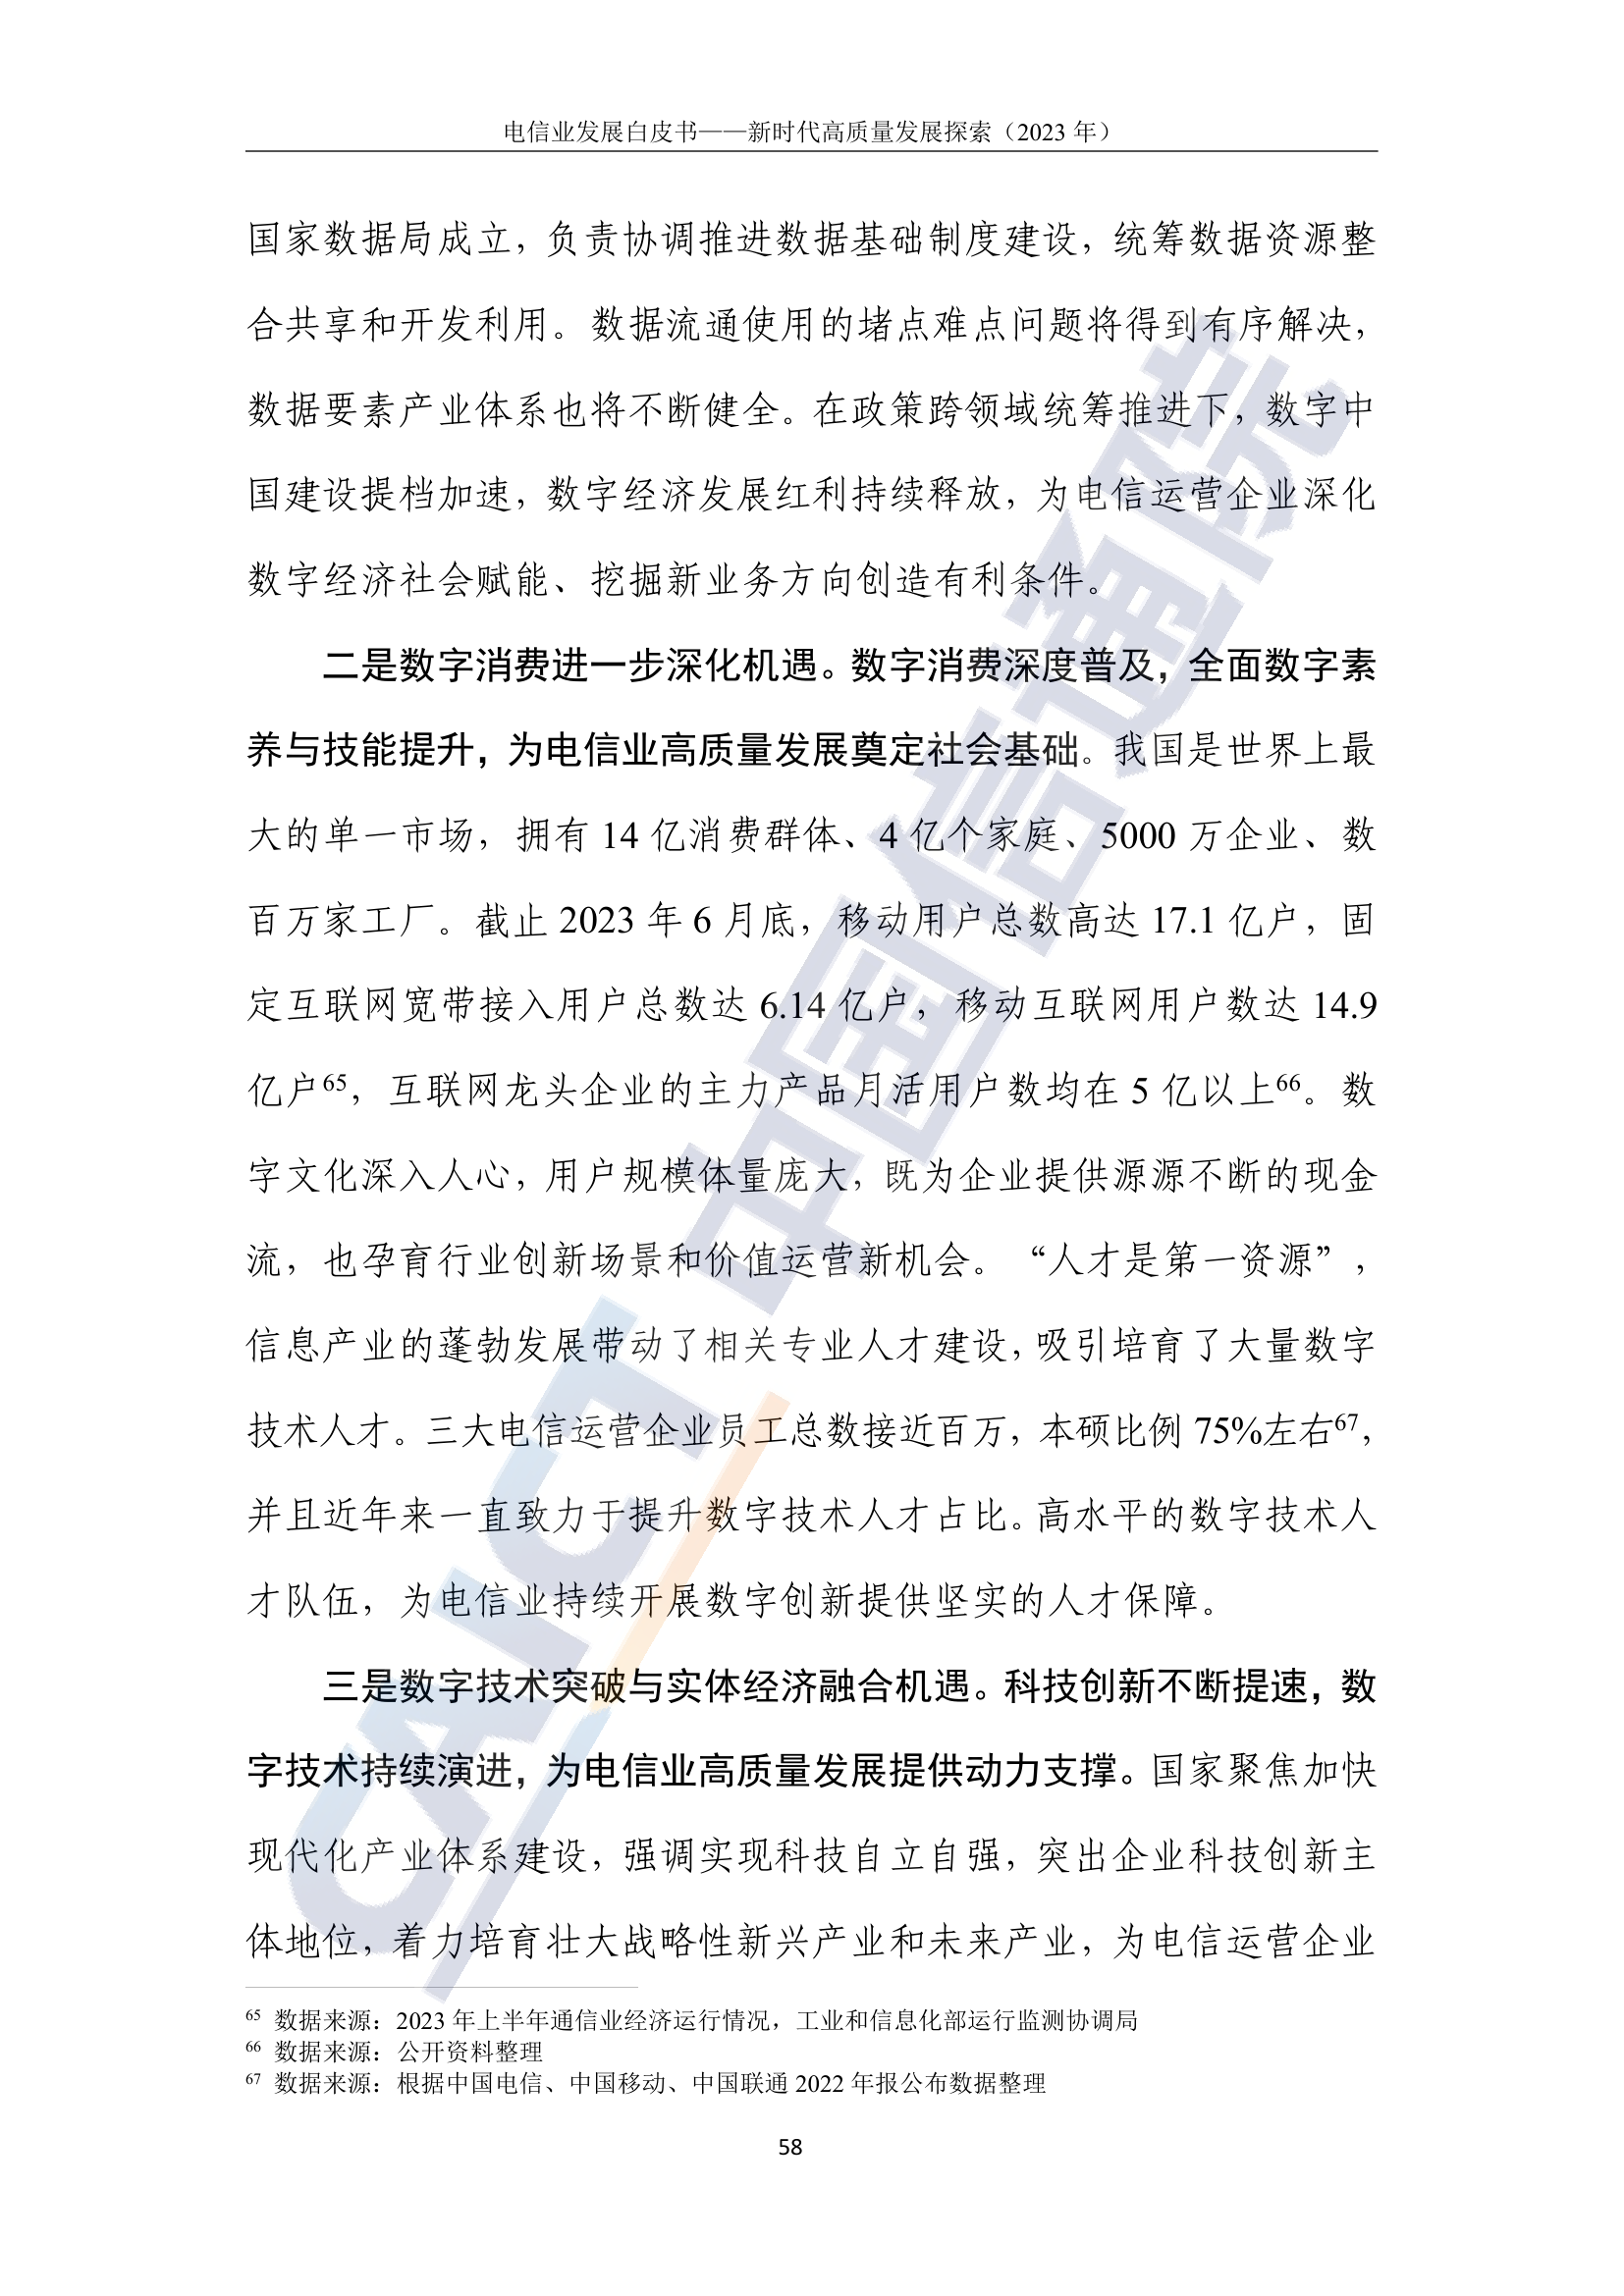 电信业发展白皮书——新时代高质量发展探索（2023 年）
国家数据局成立，负责协调推进数据基础制度建设，统筹数据资源整
合共享和开发利用。数据流通使用的堵点难点问题将得到有序解决，
数据要素产业体系也将不断健全。在政策跨领域统筹推进下，数字中
国建设提档加速，数字经济发展红利持续释放，为电信运营企业深化
数字经济社会赋能、挖掘新业务方向创造有利条件。
二是数字消费进一步深化机遇。数字消费深度普及，全面数字素
养与技能提升，为电信业高质量发展奠定社会基础。我国是世界上最
大的单一市场，拥有 14 亿消费群体、4 亿个家庭、5000 万企业、数
百万家工厂。截止 2023 年 6 月底，移动用户总数高达 17.1 亿户，固
定互联网宽带接入用户总数达 6.14 亿户，移动互联网用户数达 14.9
亿户65，互联网龙头企业的主力产品月活用户数均在 5 亿以上66。数
字文化深入人心，用户规模体量庞大，既为企业提供源源不断的现金
流，也孕育行业创新场景和价值运营新机会。“人才是第一资源”，
信息产业的蓬勃发展带动了相关专业人才建设，吸引培育了大量数字
技术人才。三大电信运营企业员工总数接近百万，本硕比例 75%左右67，
并且近年来一直致力于提升数字技术人才占比。高水平的数字技术人
才队伍，为电信业持续开展数字创新提供坚实的人才保障。
三是数字技术突破与实体经济融合机遇。科技创新不断提速，数
字技术持续演进，为电信业高质量发展提供动力支撑。国家聚焦加快
现代化产业体系建设，强调实现科技自立自强，突出企业科技创新主
体地位，着力培育壮大战略性新兴产业和未来产业，为电信运营企业
65 数据来源：2023 年上半年通信业经济运行情况，工业和信息化部运行监测协调局
66 数据来源：公开资料整理
67 数据来源：根据中国电信、中国移动、中国联通 2022 年报公布数据整理
58
CAICT 中国信通院